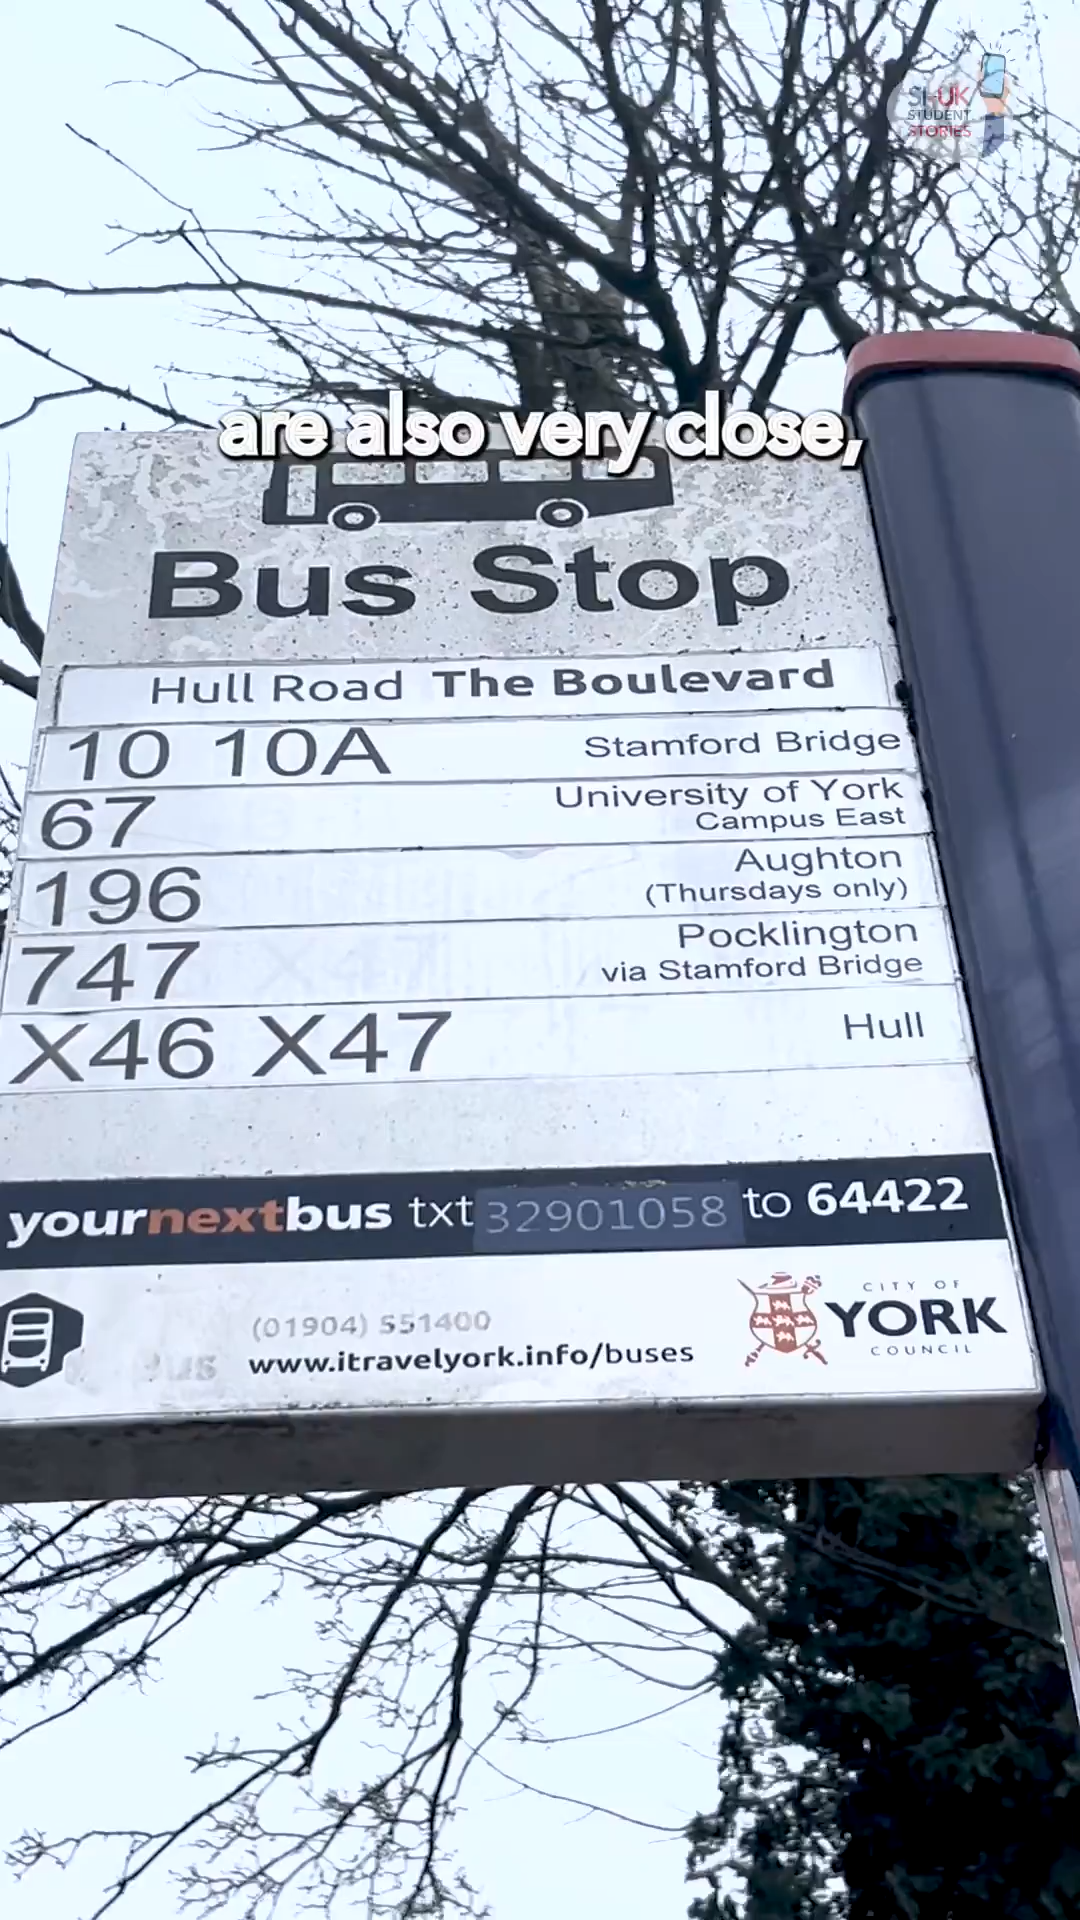 SI-UK
STUDENT
STORIES
are also very close,
Bus Stop
Hull Road The Boulevard
10 10A Stamford Bridge
67 University of York
Campus East
196 Aughton
(Thursdays only)
747 Pocklington
via Stamford Bridge
X46 X47 Hull
yournextbus txt 32901058 to 64422
(01904) 551400
BUS www.itravelyork.info/buses
CITY OF
YORK
COUNCIL